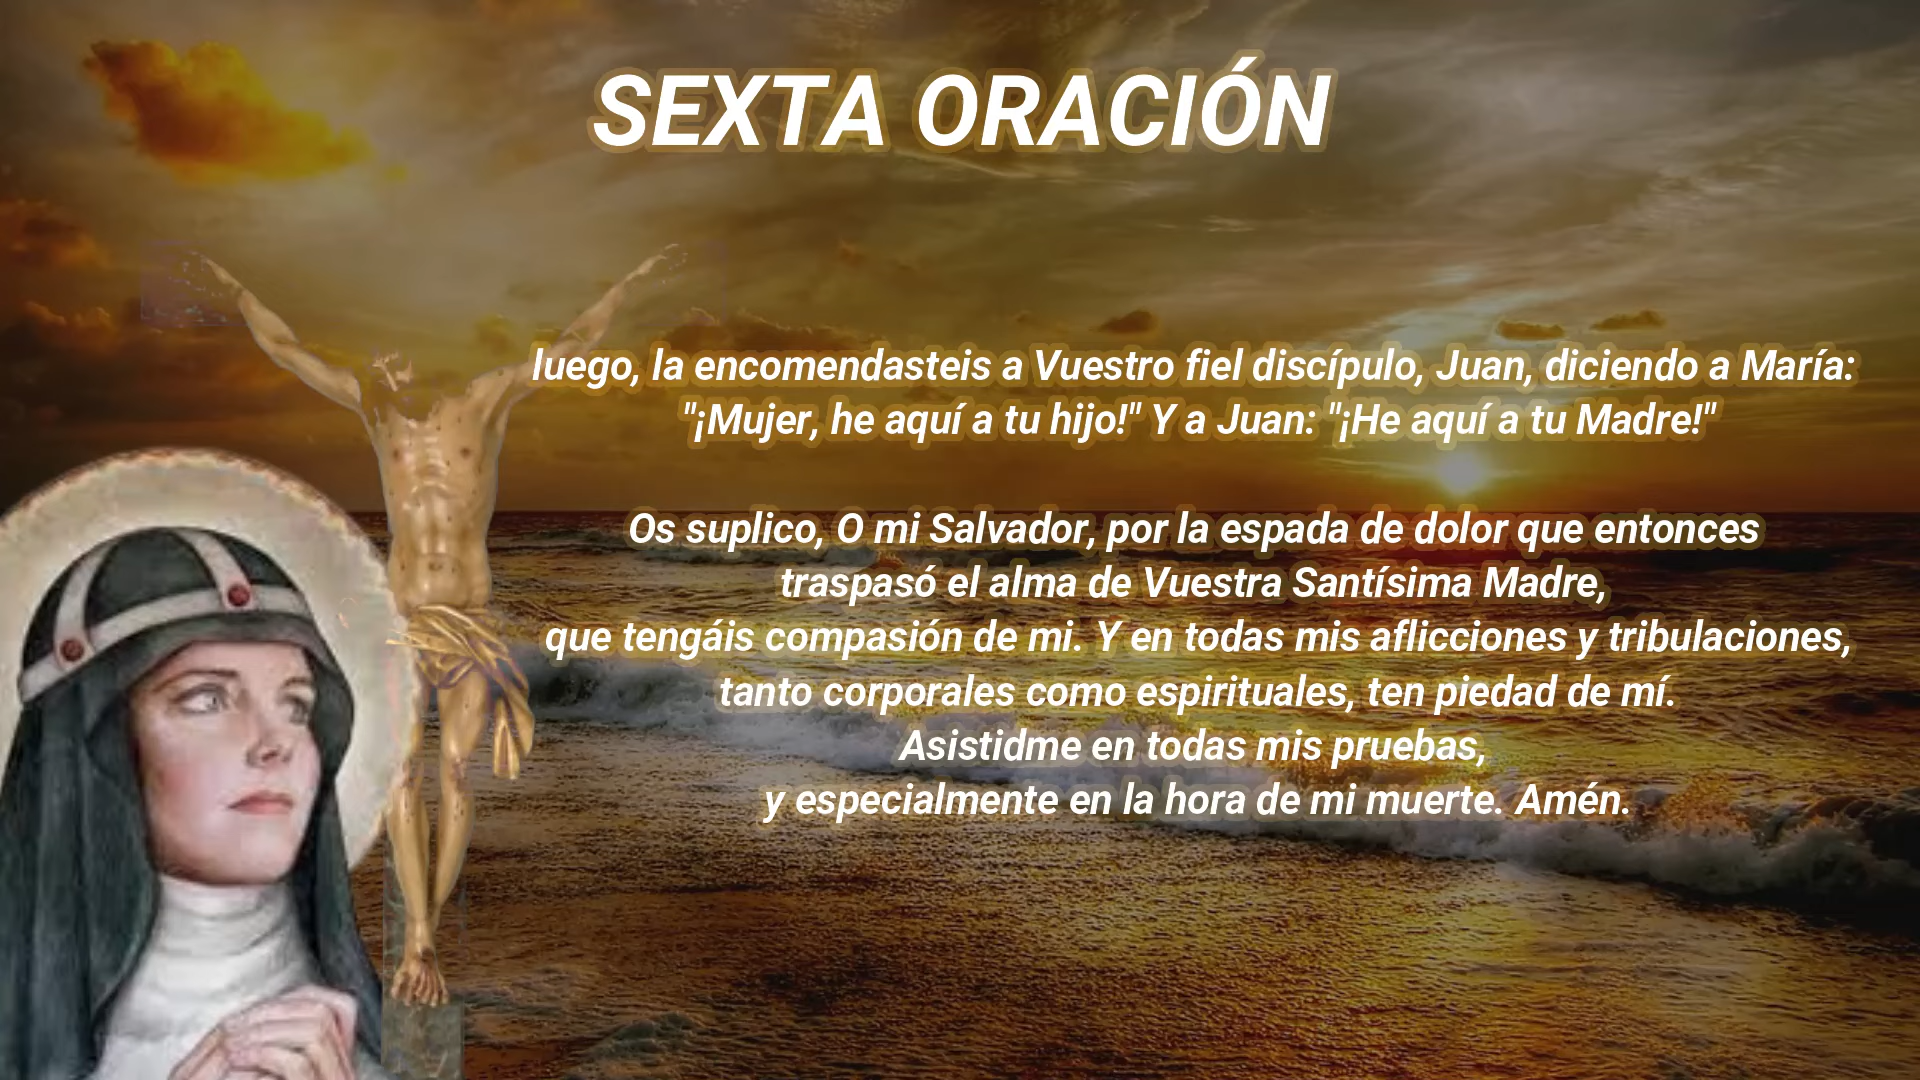 SEXTA ORACIÓN
luego, la encomendasteis a Vuestro fiel discípulo, Juan, diciendo a María:
"¡Mujer, he aquí a tu hijo!" Y a Juan: "¡He aquí a tu Madre!"
Os suplico, O mi Salvador, por la espada de dolor que entonces
traspasó el alma de Vuestra Santísima Madre,
que tengáis compasión de mi. Y en todas mis aflicciones y tribulaciones,
tanto corporales como espirituales, ten piedad de mí.
Asistidme en todas mis pruebas,
y especialmente en la hora de mi muerte. Amén.